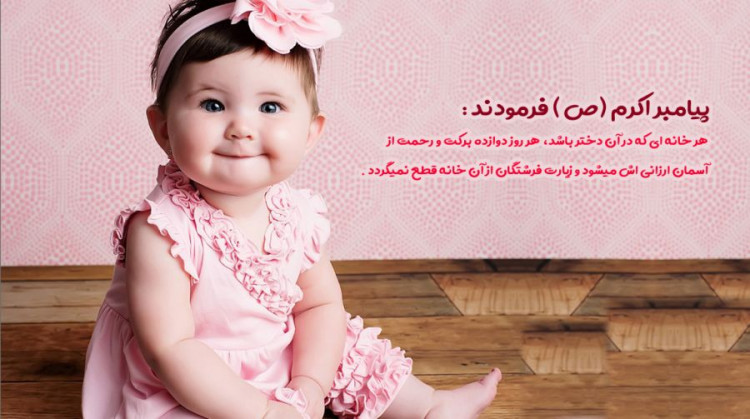 پیامبر اکرم (ص) فرمودند :
هر خانه ای که در آن دختر باشد، هر روز دوازده برکت و رحمت از
آسمان ارزانی اش میشود و زیارت فرشتگان از آن خانه قطع نمیگردد .